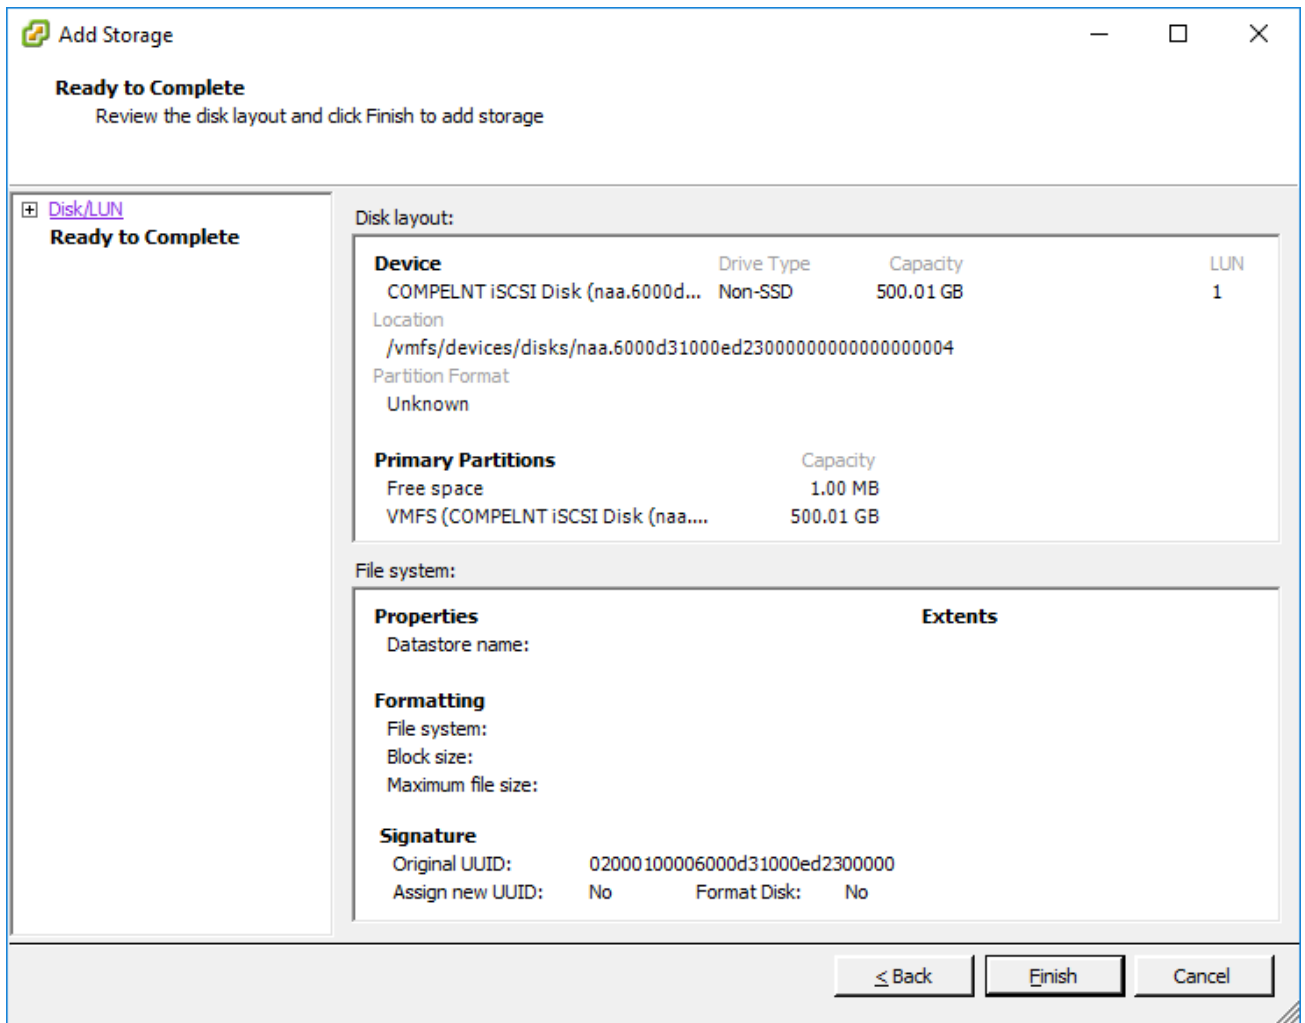 Add Storage
Ready to Complete
Review the disk layout and click Finish to add storage
Disk/LUN
Ready to Complete
Disk layout:
Device Drive Type Capacity LUN
COMPELNT iSCSI Disk (naa.6000d... Non-SSD 500.01 GB 1
Location
/vmfs/devices/disks/naa.6000d31000ed23000000000000000004
Partition Format
Unknown
Primary Partitions Capacity
Free space 1.00 MB
VMFS (COMPELNT iSCSI Disk (naa.... 500.01 GB
File system:
Properties Extents
Datastore name:
Formatting
File system:
Block size:
Maximum file size:
Signature
Original UUID: 02000100006000d31000ed2300000
Assign new UUID: No Format Disk: No
< Back Finish Cancel